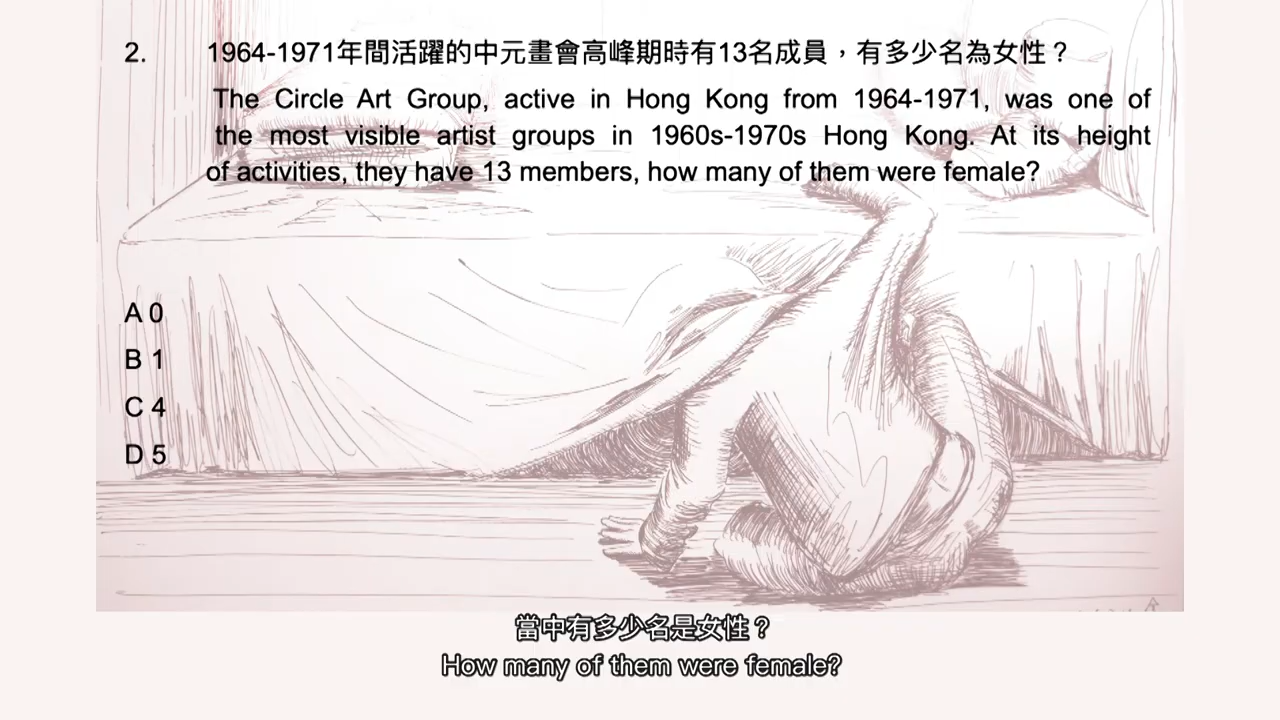 2. 1964-1971年間活躍的中元畫會高峰期時有13名成員，有多少名為女性？
The Circle Art Group, active in Hong Kong from 1964-1971, was one of
the most visible artist groups in 1960s-1970s Hong Kong. At its height
of activities, they have 13 members, how many of them were female?
A 0
B 1
C 4
D 5
當中有多少名是女性？
How many of them were female?